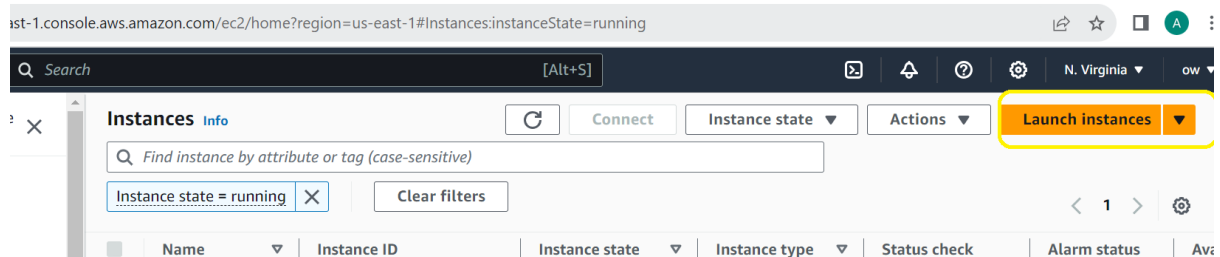 ast-1.console.aws.amazon.com/ec2/home?region=us-east-1#Instances:instanceState=running A
Search [Alt+S] N. Virginia ▼ ow ▼
Instances Info Connect Instance state ▼ Actions ▼ Launch instances ▼
Find instance by attribute or tag (case-sensitive)
Instance state = running Clear filters
1
Name Instance ID Instance state Instance type Status check Alarm status Ava